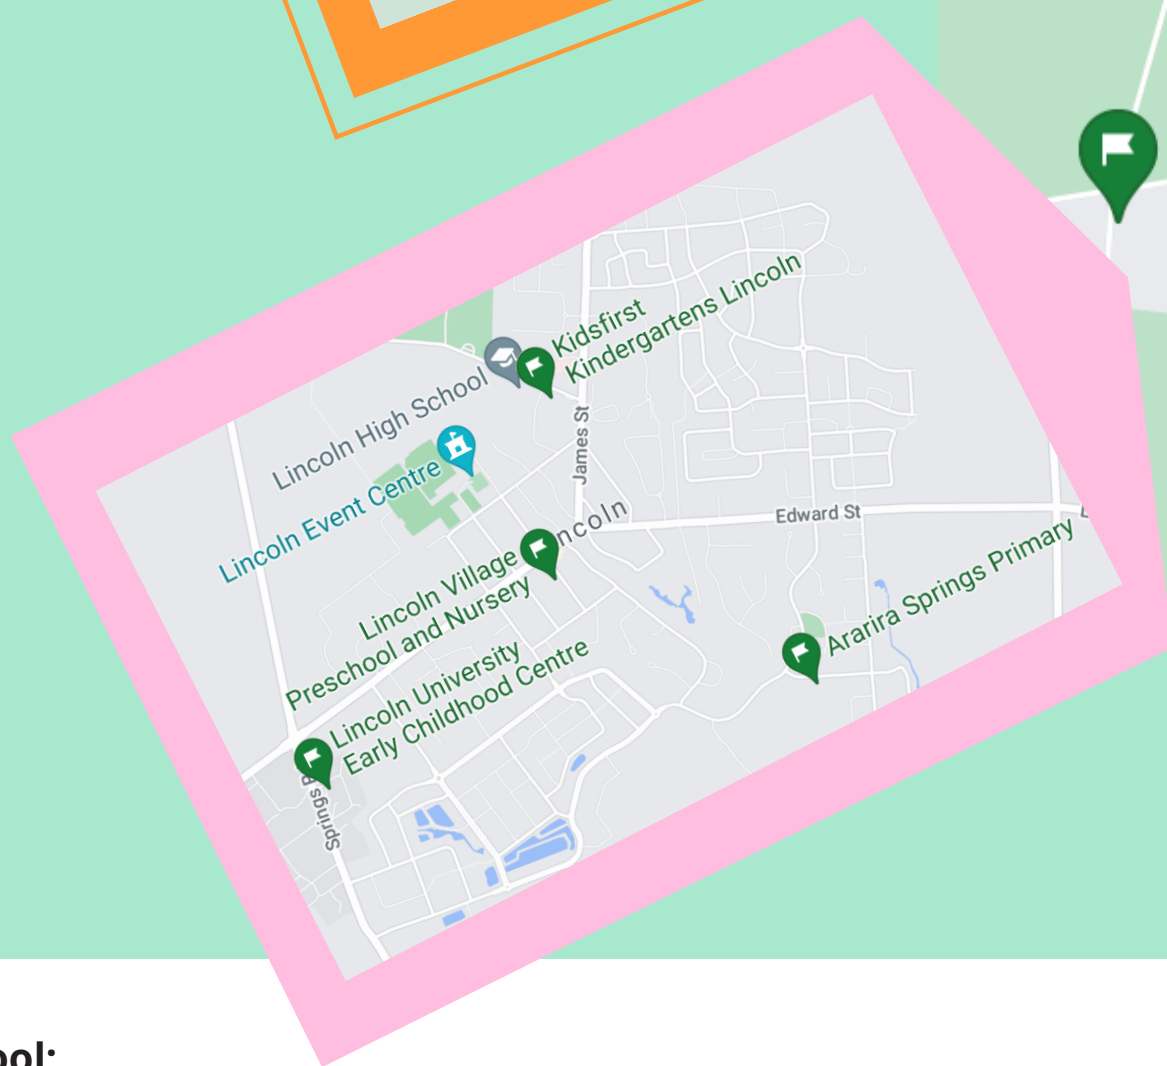 Kidsfirst
Kindergartens Lincoln
Lincoln High School
James St
Lincoln Event Centre
Edward St
Lincoln Village
Preschool and Nursery
Ararira Springs Primary
Lincoln University
Early Childhood Centre
Springs